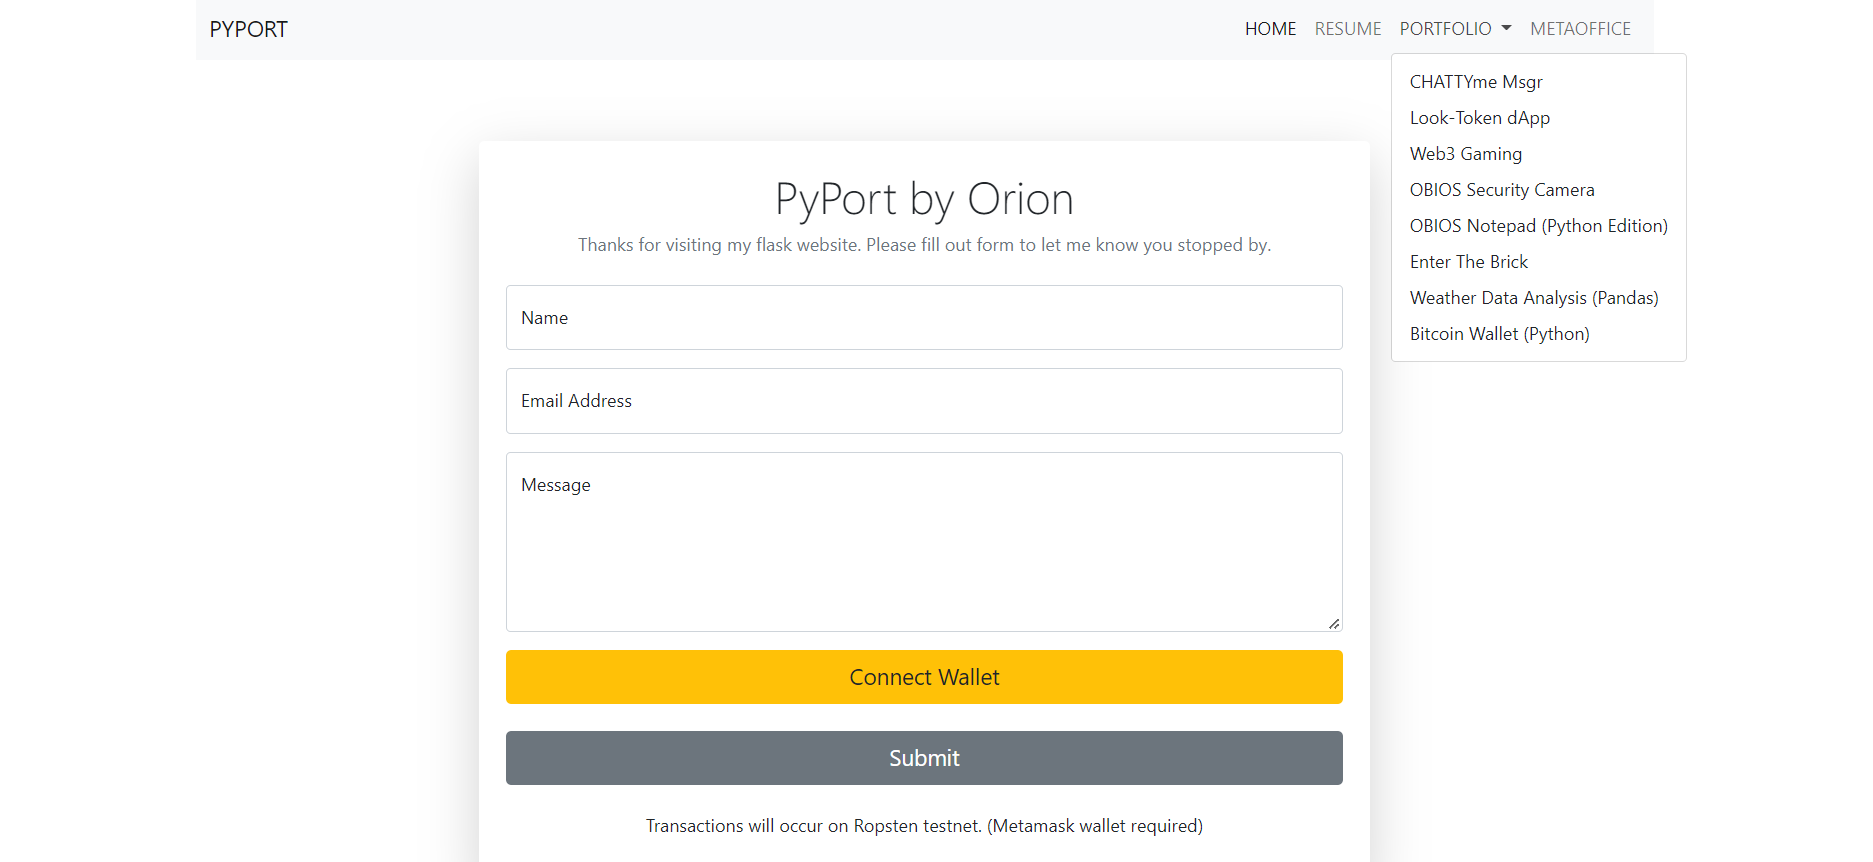 PYPORT
HOME RESUME PORTFOLIO METAOFFICE
CHATTYme Msgr
Look-Token dApp
Web3 Gaming
OBIOS Security Camera
OBIOS Notepad (Python Edition)
Enter The Brick
Weather Data Analysis (Pandas)
Bitcoin Wallet (Python)
PyPort by Orion
Thanks for visiting my flask website. Please fill out form to let me know you stopped by.
Name
Email Address
Message
Connect Wallet
Submit
Transactions will occur on Ropsten testnet. (Metamask wallet required)